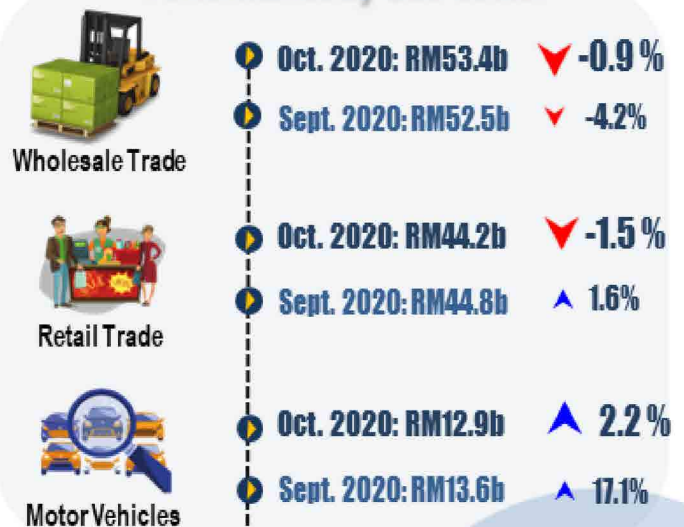 Oct. 2020: RM53.4b -0.9%
Sept. 2020: RM52.5b -4.2%
Wholesale Trade
Oct. 2020: RM44.2b -1.5%
Sept. 2020: RM44.8b 1.6%
Retail Trade
Oct. 2020: RM12.9b 2.2%
Sept. 2020: RM13.6b 17.1%
Motor Vehicles